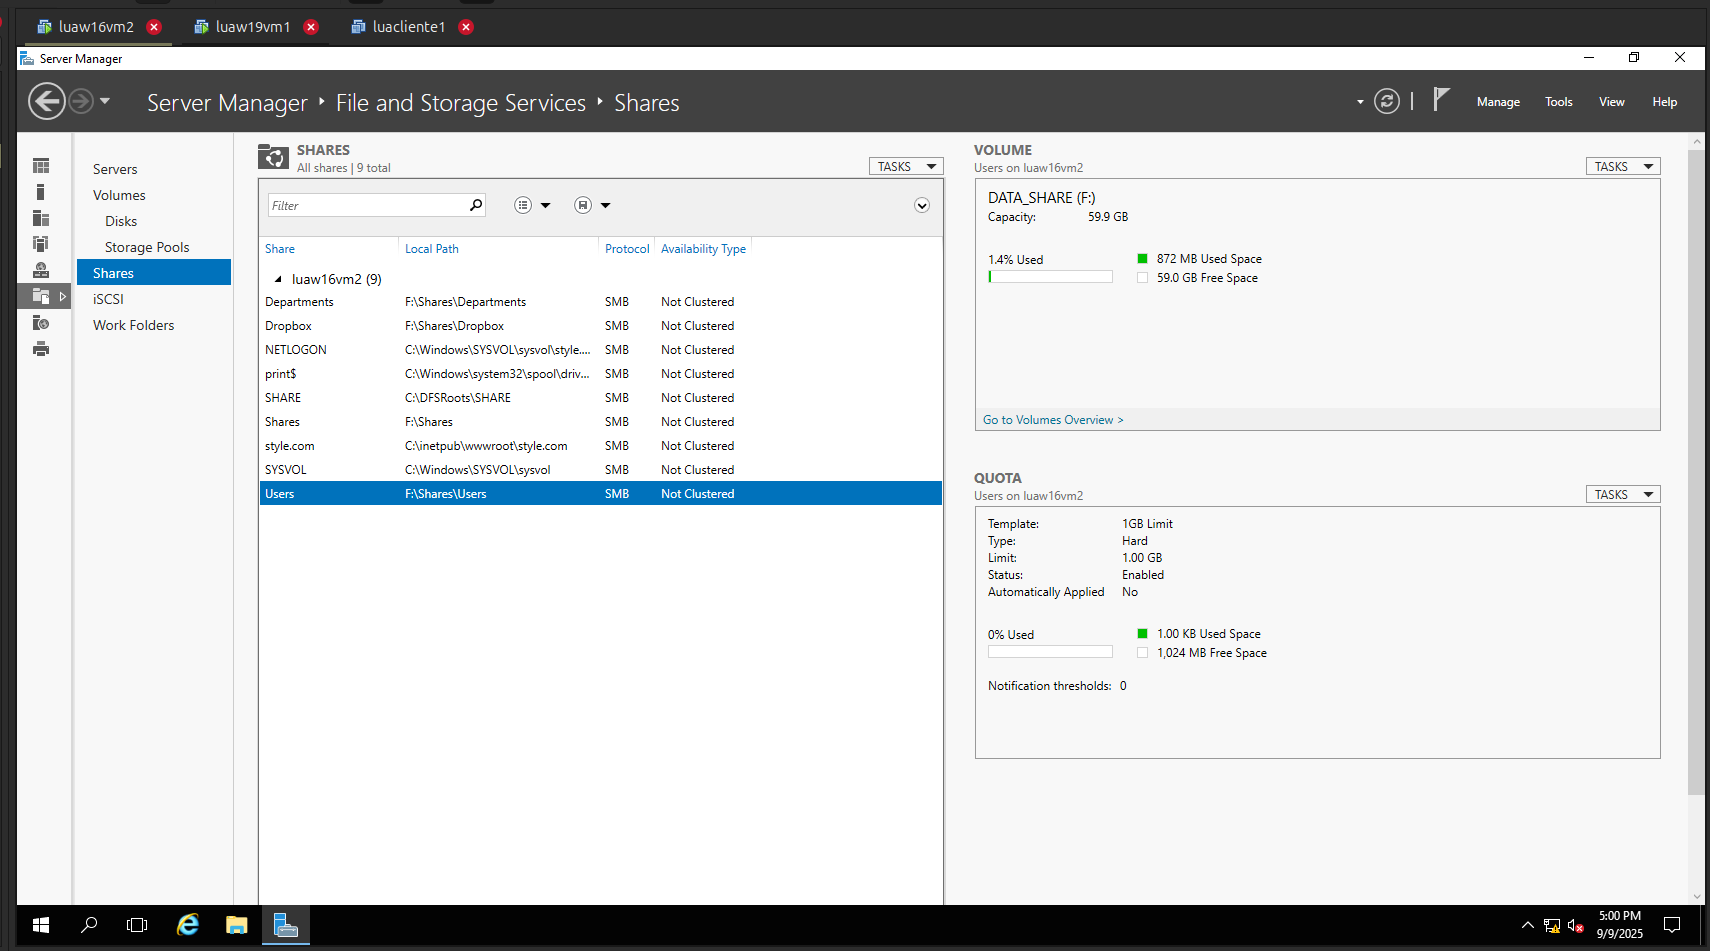 luaw16vm2
luaw19vm1
luacliente1
Server Manager
Server Manager
File and Storage Services
Shares
Manage
Tools
View
Help
Servers
Volumes
Disks
Storage Pools
Shares
iSCSI
Work Folders
SHARES
All shares | 9 total
TASKS
Filter
Share Local Path Protocol Availability Type
luaw16vm2 (9)
Departments F:\Shares\Departments SMB Not Clustered
Dropbox F:\Shares\Dropbox SMB Not Clustered
NETLOGON C:\Windows\SYSVOL\sysvol\style.... SMB Not Clustered
print$ C:\Windows\system32\spool\driv... SMB Not Clustered
SHARE C:\DFSRoots\SHARE SMB Not Clustered
Shares F:\Shares SMB Not Clustered
style.com C:\inetpub\wwwroot\style.com SMB Not Clustered
SYSVOL C:\Windows\SYSVOL\sysvol SMB Not Clustered
Users F:\Shares\Users SMB Not Clustered
VOLUME
Users on luaw16vm2
TASKS
DATA_SHARE (F:)
Capacity: 59.9 GB
1.4% Used
872 MB Used Space
59.0 GB Free Space
Go to Volumes Overview >
QUOTA
Users on luaw16vm2
TASKS
Template: 1GB Limit
Type: Hard
Limit: 1.00 GB
Status: Enabled
Automatically Applied No
0% Used
1.00 KB Used Space
1,024 MB Free Space
Notification thresholds: 0
5:00 PM
9/9/2025